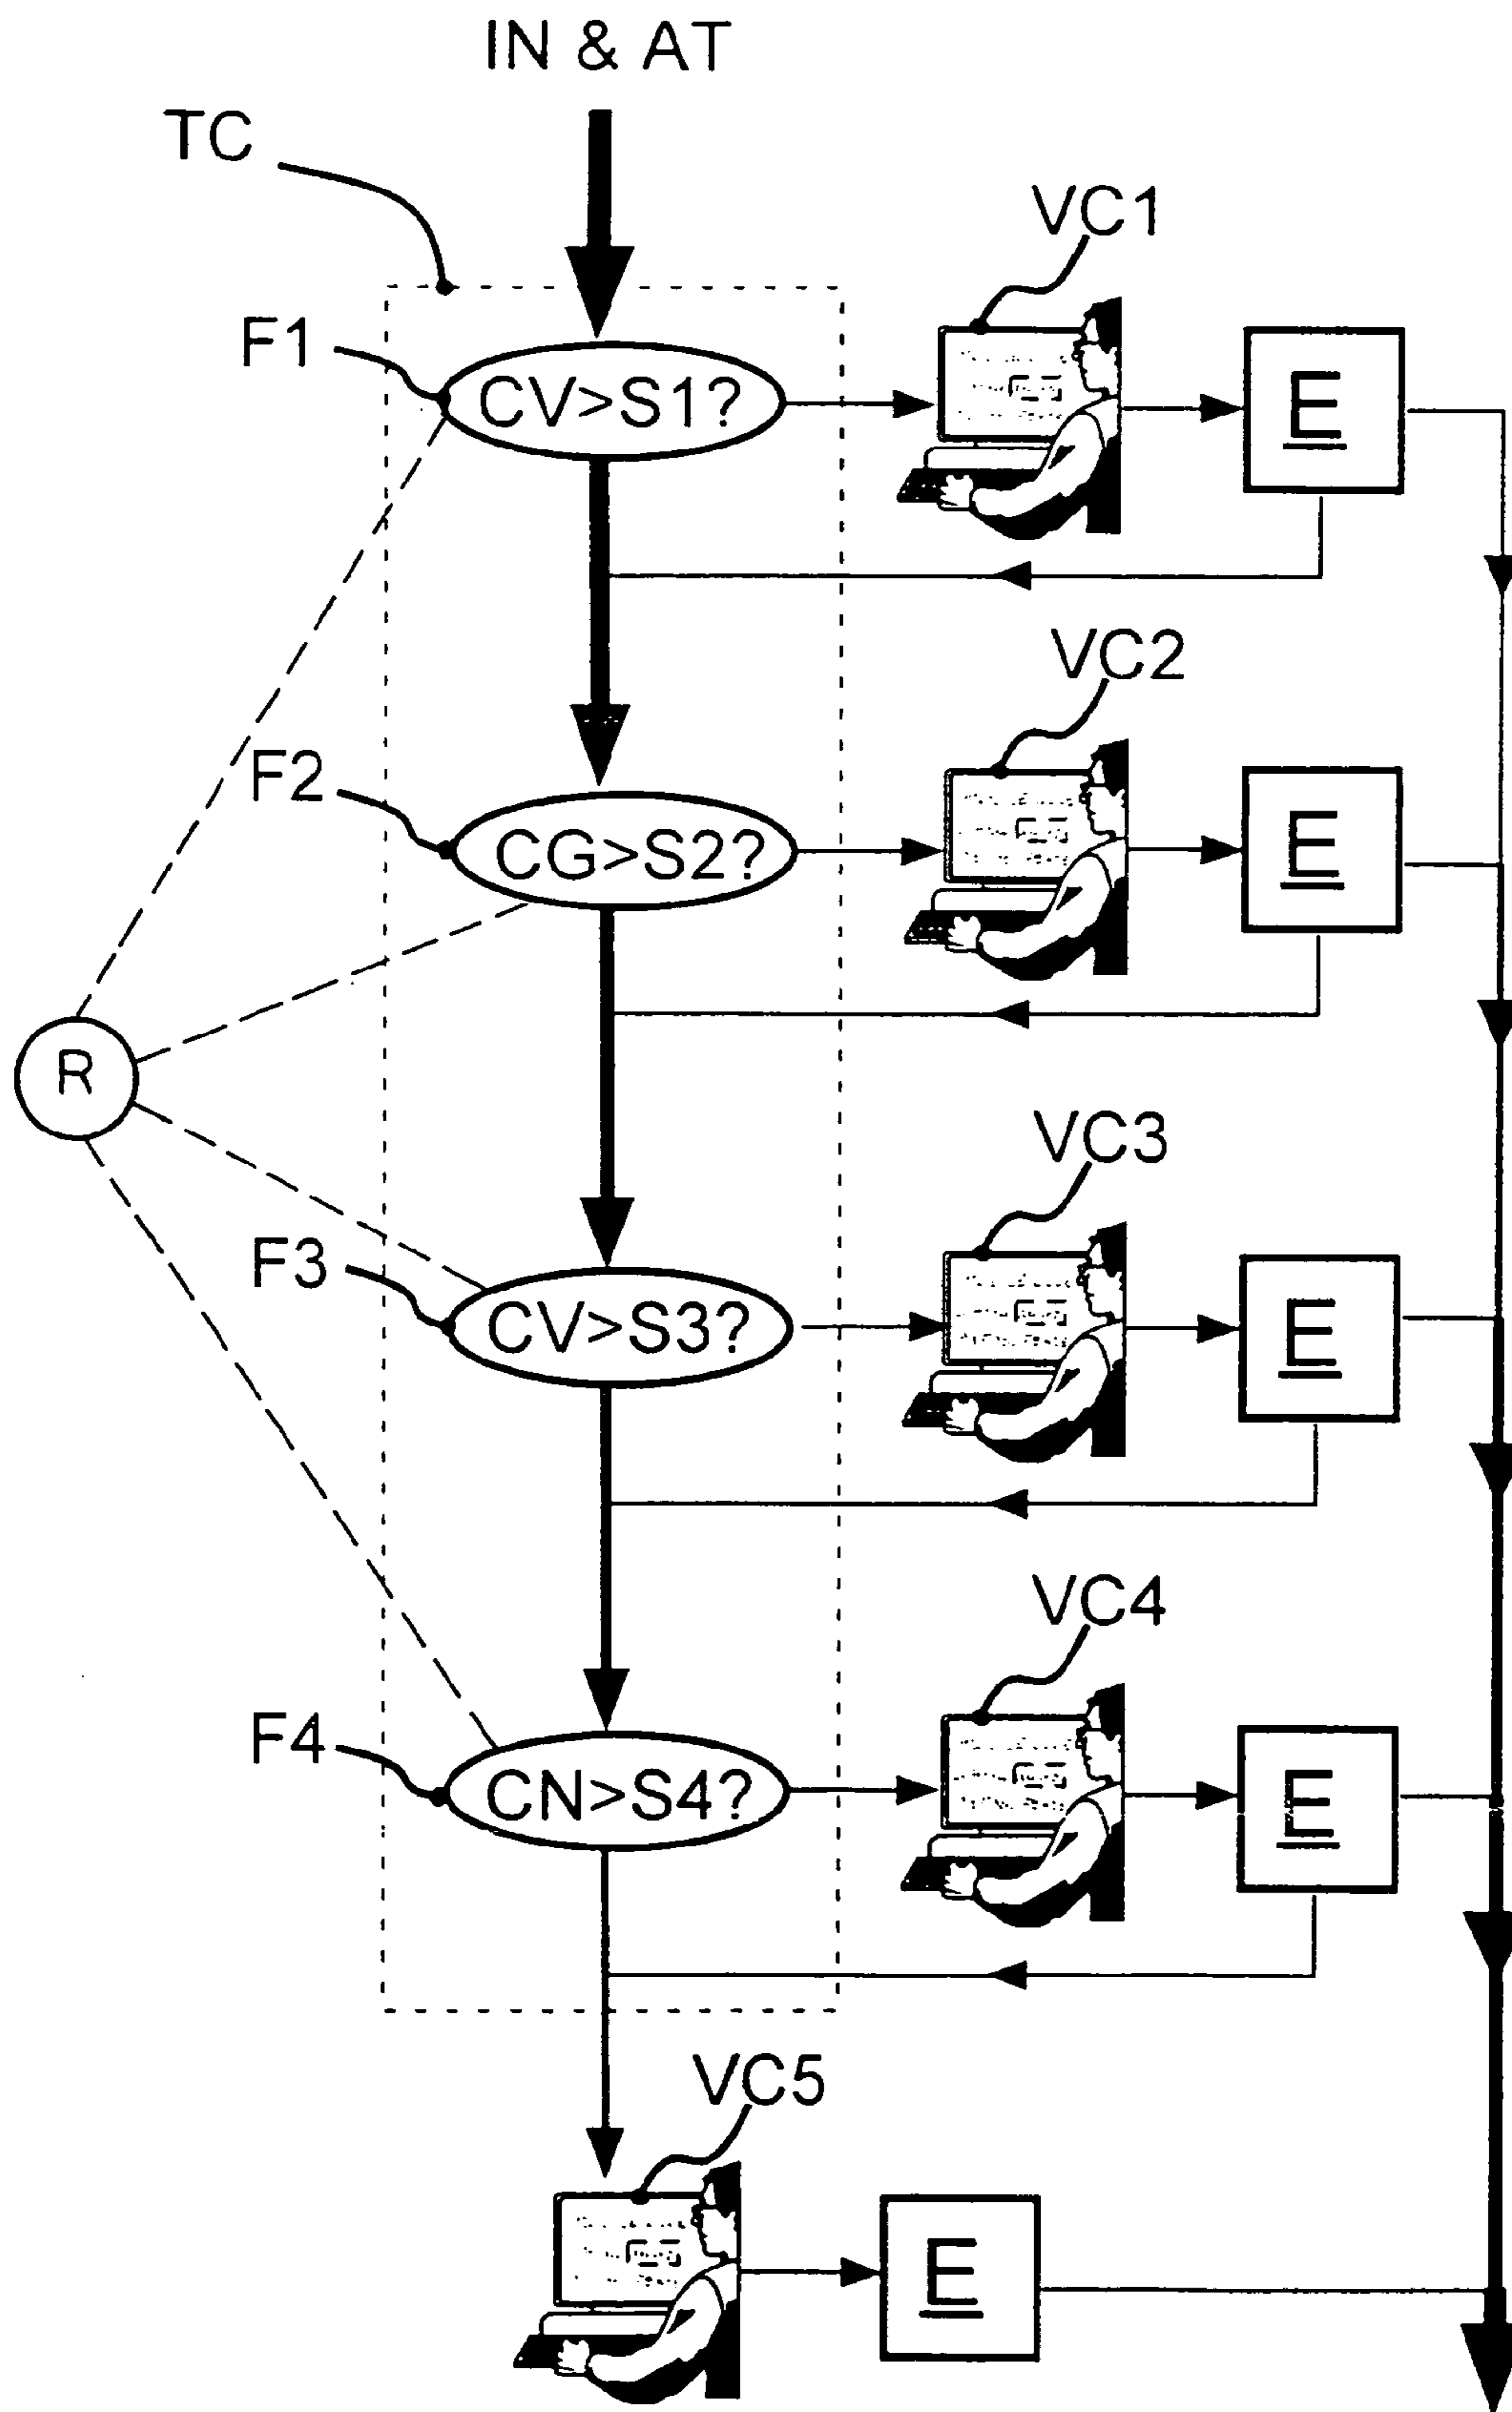 IN & AT
TC
VC1
F1
CV>S1?
E
VC2
F2
CG>S2?
E
R
VC3
F3
CV>S3?
E
VC4
F4
CN>S4?
E
VC5
E